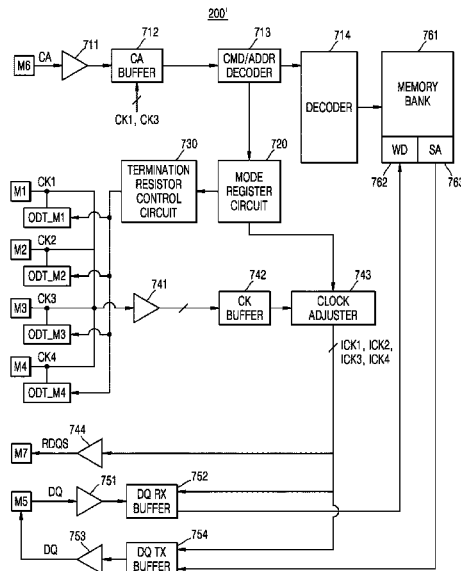 200'
M6
CA
711
712
CA
BUFFER
CK1, CK3
713
CMD/ADDR
DECODER
714
DECODER
761
MEMORY
BANK
WD
SA
762
763
730
TERMINATION
RESISTOR
CONTROL
CIRCUIT
720
MODE
REGISTER
CIRCUIT
M1
CK1
ODT_M1
M2
CK2
ODT_M2
M3
CK3
ODT_M3
M4
CK4
ODT_M4
741
742
CK
BUFFER
743
CLOCK
ADJUSTER
ICK1, ICK2,
ICK3, ICK4
M7
RDQS
744
M5
DQ
751
752
DQ RX
BUFFER
DQ
753
754
DQ TX
BUFFER